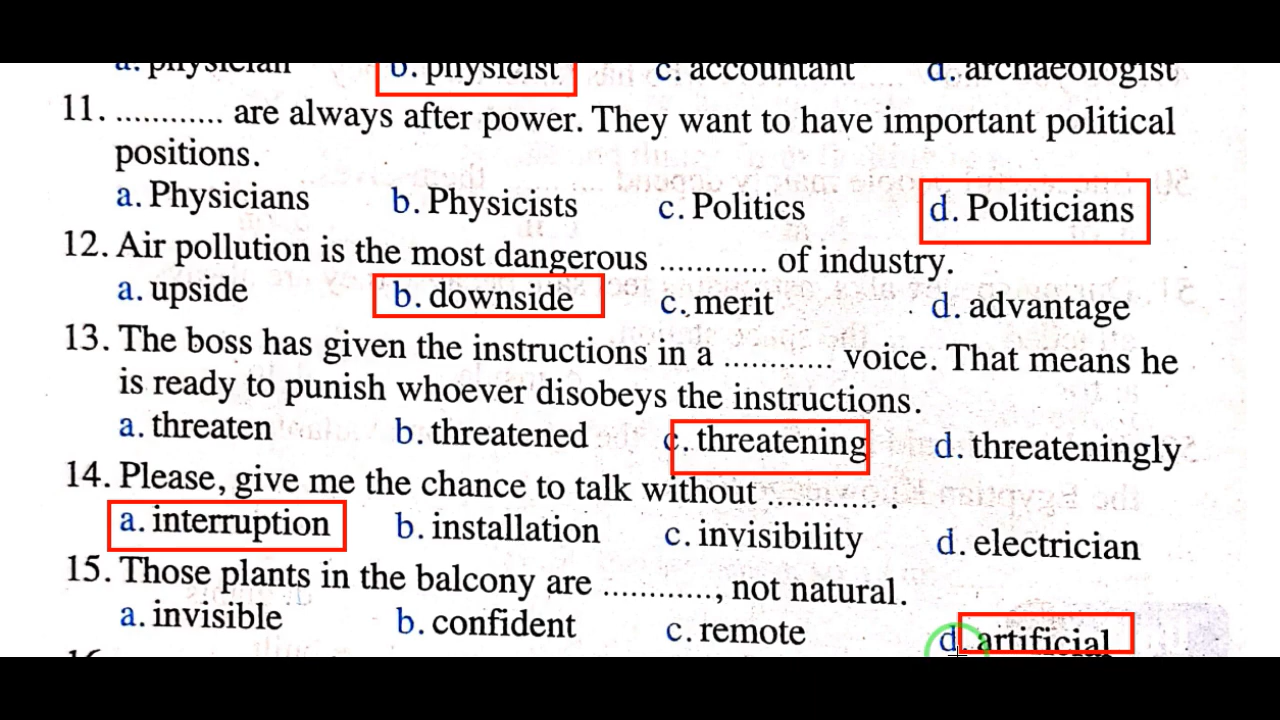 a. physician b. physicist c. accountant d. archaeologist
11. ............ are always after power. They want to have important political
positions.
a. Physicians b. Physicists c. Politics d. Politicians
12. Air pollution is the most dangerous ............ of industry.
a. upside b. downside c. merit d. advantage
13. The boss has given the instructions in a ............ voice. That means he
is ready to punish whoever disobeys the instructions.
a. threaten b. threatened c. threatening d. threateningly
14. Please, give me the chance to talk without ............ .
a. interruption b. installation c. invisibility d. electrician
15. Those plants in the balcony are ............, not natural.
a. invisible b. confident c. remote d. artificial